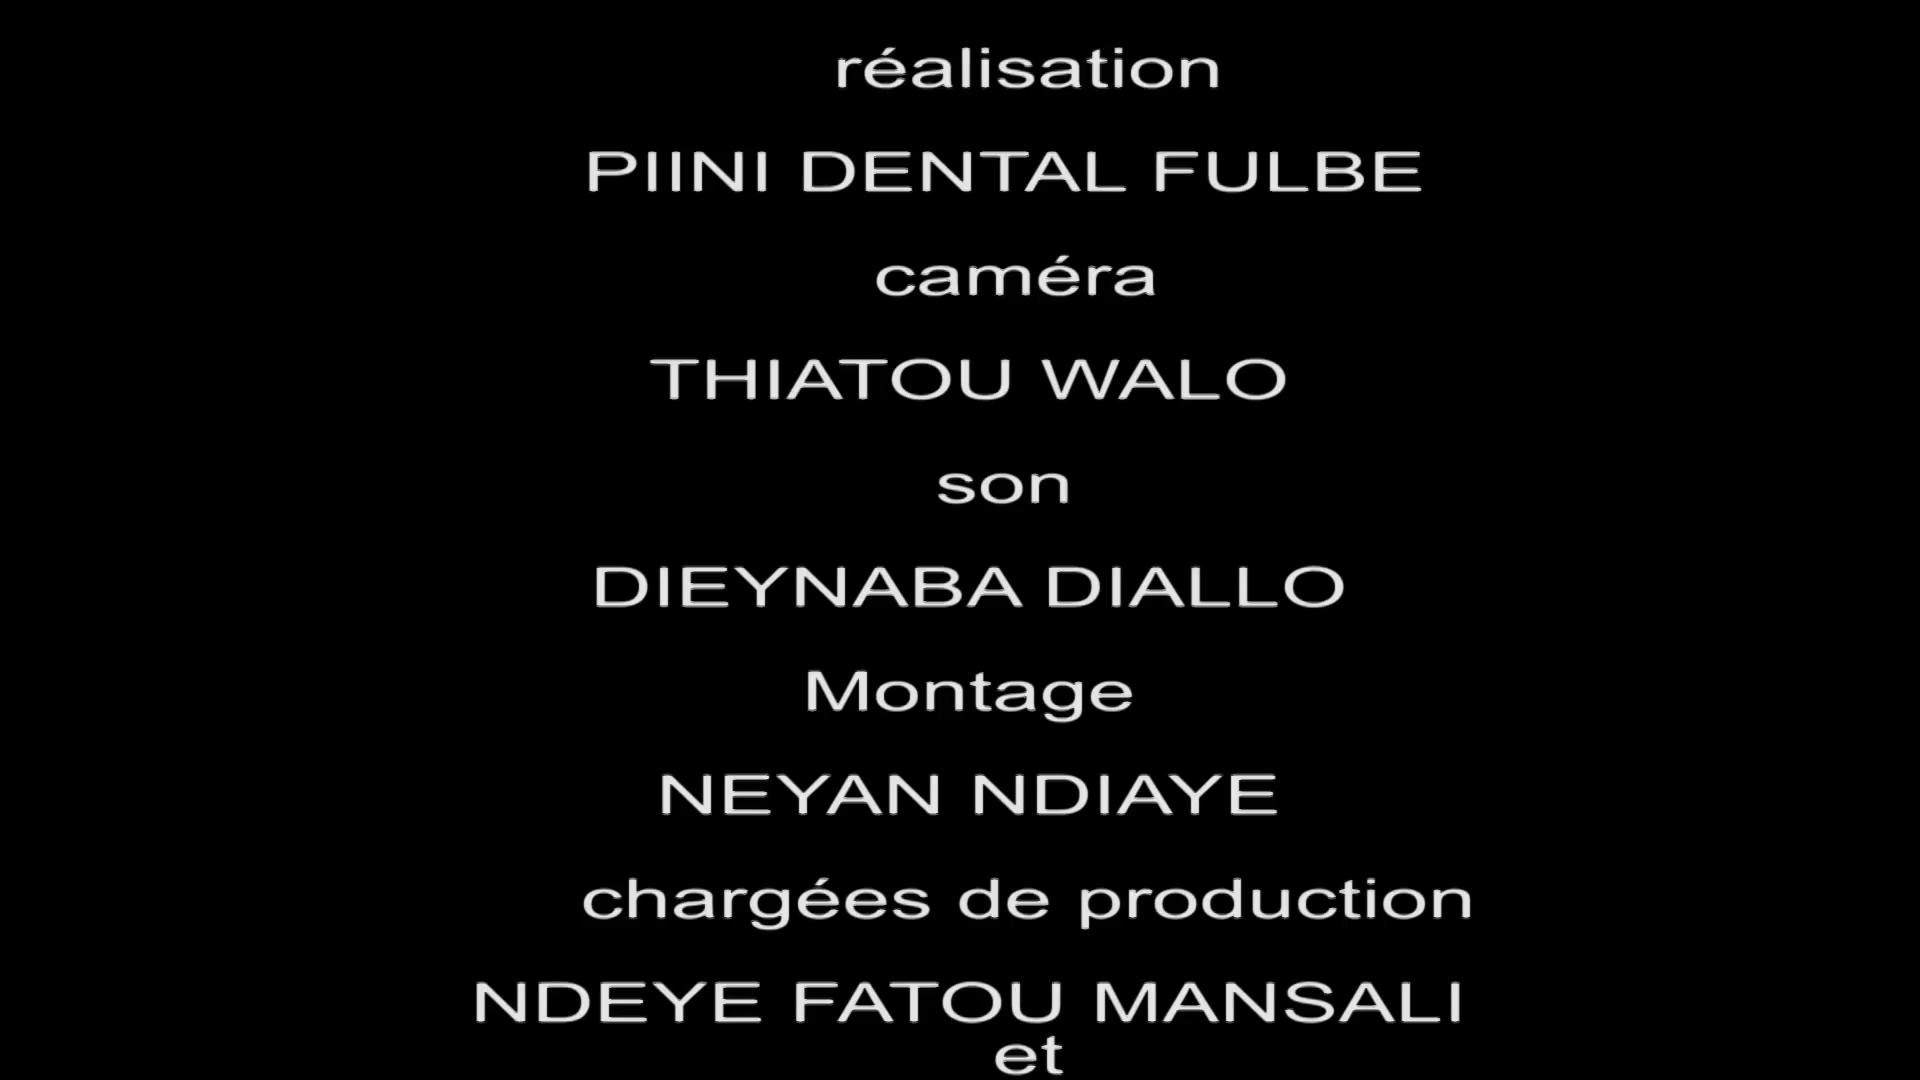 réalisation
PIINI DENTAL FULBE
caméra
THIATOU WALO
son
DIEYNABA DIALLO
Montage
NEYAN NDIAYE
chargées de production
NDEYE FATOU MANSALI
et